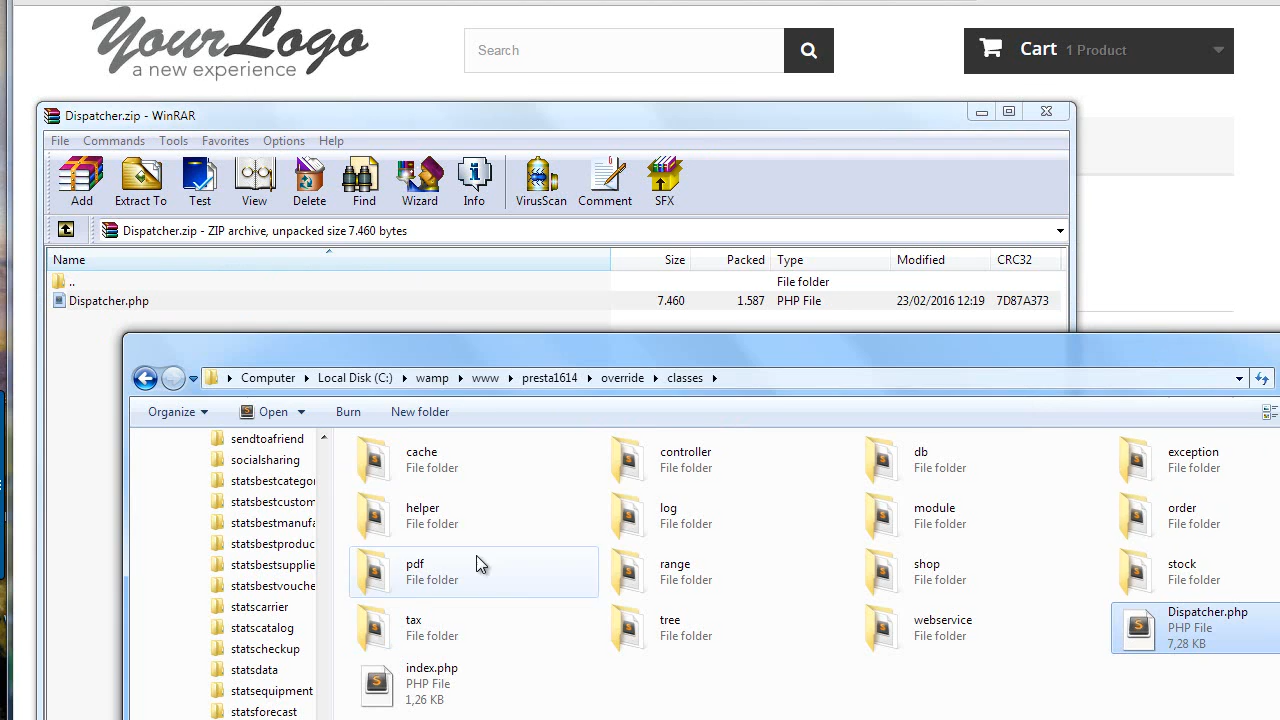 YourLogo
a new experience
Search
Cart 1 Product
Dispatcher.zip - WinRAR
File Commands Tools Favorites Options Help
Add Extract To Test View Delete Find Wizard Info VirusScan Comment SFX
Dispatcher.zip - ZIP archive, unpacked size 7.460 bytes
Name Size Packed Type Modified CRC32
.. File folder
Dispatcher.php 7.460 1.587 PHP File 23/02/2016 12:19 7D87A373
Computer Local Disk (C:) wamp www presta1614 override classes
Organize Open Burn New folder
sendtoafriend
socialsharing
statsbestcategor
statsbestcustom
statsbestmanufa
statsbestproduc
statsbestsupplie
statsbestvouche
statscarrier
statscatalog
statscheckup
statsdata
statsequipment
statsforecast
cache
File folder
controller
File folder
db
File folder
exception
File folder
helper
File folder
log
File folder
module
File folder
order
File folder
pdf
File folder
range
File folder
shop
File folder
stock
File folder
tax
File folder
tree
File folder
webservice
File folder
Dispatcher.php
PHP File
7,28 KB
index.php
PHP File
1,26 KB